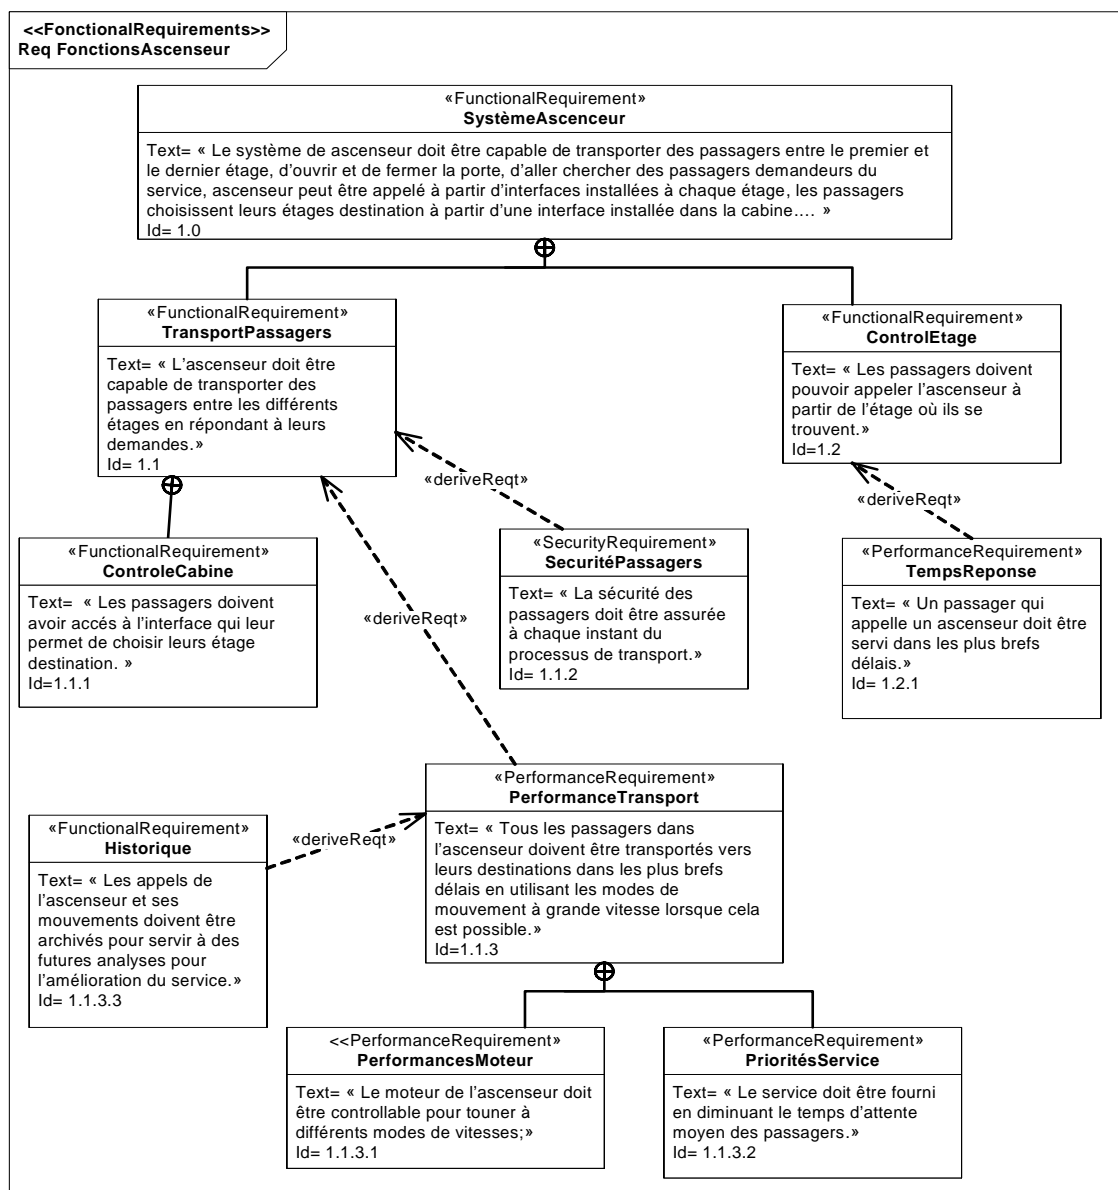 <<FonctionalRequirements>>
Req FonctionsAscenseur
«FunctionalRequirement»
SystèmeAscenceur
Text= « Le système de ascenseur doit être capable de transporter des passagers entre le premier et
le dernier étage, d'ouvrir et de fermer la porte, d'aller chercher des passagers demandeurs du
service, ascenseur peut être appelé à partir d'interfaces installées à chaque étage, les passagers
choisissent leurs étages destination à partir d'une interface installée dans la cabine…. »
Id= 1.0
«FunctionalRequirement»
TransportPassagers
Text= « L'ascenseur doit être
capable de transporter des
passagers entre les différents
étages en répondant à leurs
demandes.»
Id= 1.1
«FunctionalRequirement»
ControlEtage
Text= « Les passagers doivent
pouvoir appeler l'ascenseur à
partir de l'étage où ils se
trouvent.»
Id=1.2
«deriveReqt»
«deriveReqt»
«FunctionalRequirement»
ControleCabine
Text=  « Les passagers doivent
avoir accés à l'interface qui leur
permet de choisir leurs étage
destination. »
Id=1.1.1
«SecurityRequirement»
SecuritéPassagers
Text= « La sécurité des
passagers doit être assurée
à chaque instant du
processus de transport.»
Id= 1.1.2
«PerformanceRequirement»
TempsReponse
Text= « Un passager qui
appelle un ascenseur doit être
servi dans les plus brefs
délais.»
Id= 1.2.1
«deriveReqt»
«PerformanceRequirement»
PerformanceTransport
Text= « Tous les passagers dans
l'ascenseur doivent être transportés vers
leurs destinations dans les plus brefs
délais en utilisant les modes de
mouvement à grande vitesse lorsque cela
est possible.»
Id=1.1.3
«deriveReqt»
«FunctionalRequirement»
Historique
Text= « Les appels de
l'ascenseur et ses
mouvements doivent être
archivés pour servir à des
futures analyses pour
l'amélioration du service.»
Id= 1.1.3.3
<<PerformanceRequirement»
PerformancesMoteur
Text= « Le moteur de l'ascenseur doit
être controllable pour touner à
différents modes de vitesses;»
Id= 1.1.3.1
«PerformanceRequirement»
PrioritésService
Text= « Le service doit être fourni
en diminuant le temps d'attente
moyen des passagers.»
Id= 1.1.3.2